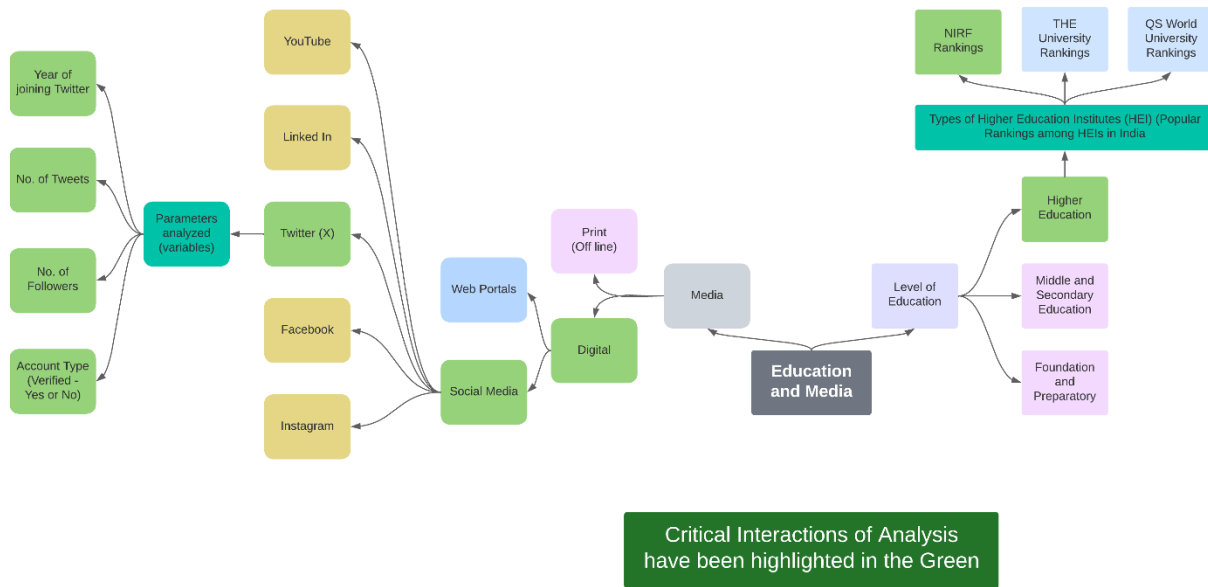 NIRF
Rankings
THE
University
Rankings
QS World
University
Rankings
YouTube
Year of
joining Twitter
Linked In
Types of Higher Education Institutes (HEI) (Popular
Rankings among HEIs in India
No. of Tweets
Parameters
analyzed
(variables)
Twitter (X)
Print
(Off line)
Higher
Education
No. of
Followers
Web Portals
Media
Level of
Education
Middle and
Secondary
Education
Facebook
Digital
Account Type
(Verified -
Yes or No)
Social Media
Education
and Media
Foundation
and
Preparatory
Instagram
Critical Interactions of Analysis
have been highlighted in the Green